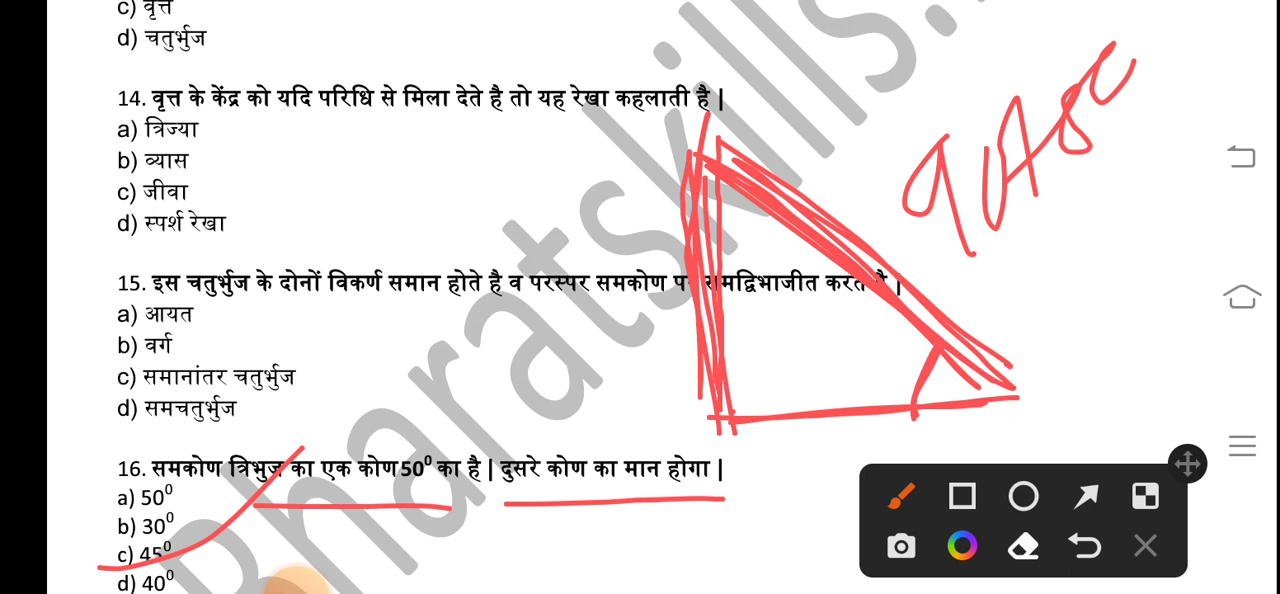 c) वृत्त
d) चतुर्भुज
14. वृत्त के केंद्र को यदि परिधि से मिला देते है तो यह रेखा कहलाती है |
a) त्रिज्या
b) व्यास
c) जीवा
d) स्पर्श रेखा
15. इस चतुर्भुज के दोनों विकर्ण समान होते है व परस्पर समकोण समद्विभाजीत करते है |
a) आयत
b) वर्ग
c) समानांतर चतुर्भुज
d) समचतुर्भुज
16. समकोण त्रिभुज का एक कोण 50⁰ का है | दुसरे कोण का मान होगा |
a) 50⁰
b) 30⁰
c) 45⁰
d) 40⁰
Bharatskills.